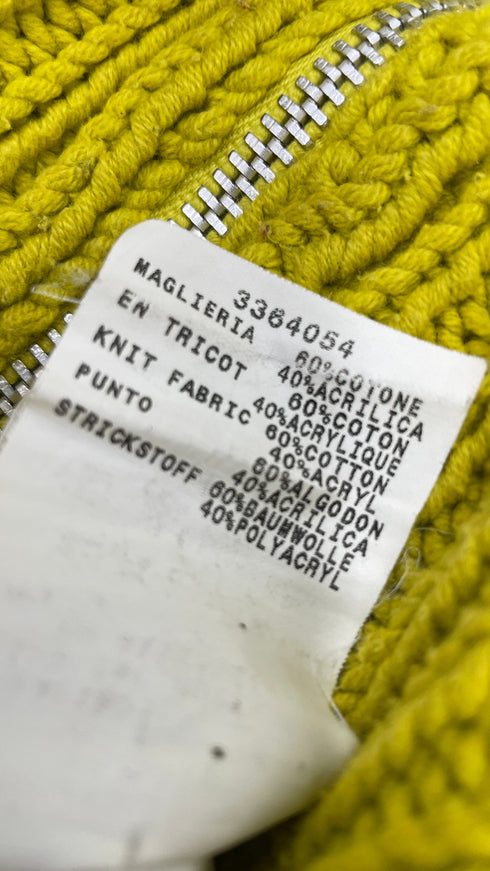 3364054
MAGLIERIA 60%COTONE
40%ACRILICA
EN TRICOT 60%COTON
40%ACRYLIQUE
KNIT FABRIC 60%COTTON
40%ACRYL
PUNTO 60%ALGODON
40%ACRILICA
STRICKSTOFF 60%BAUMWOLLE
40%POLYACRYL